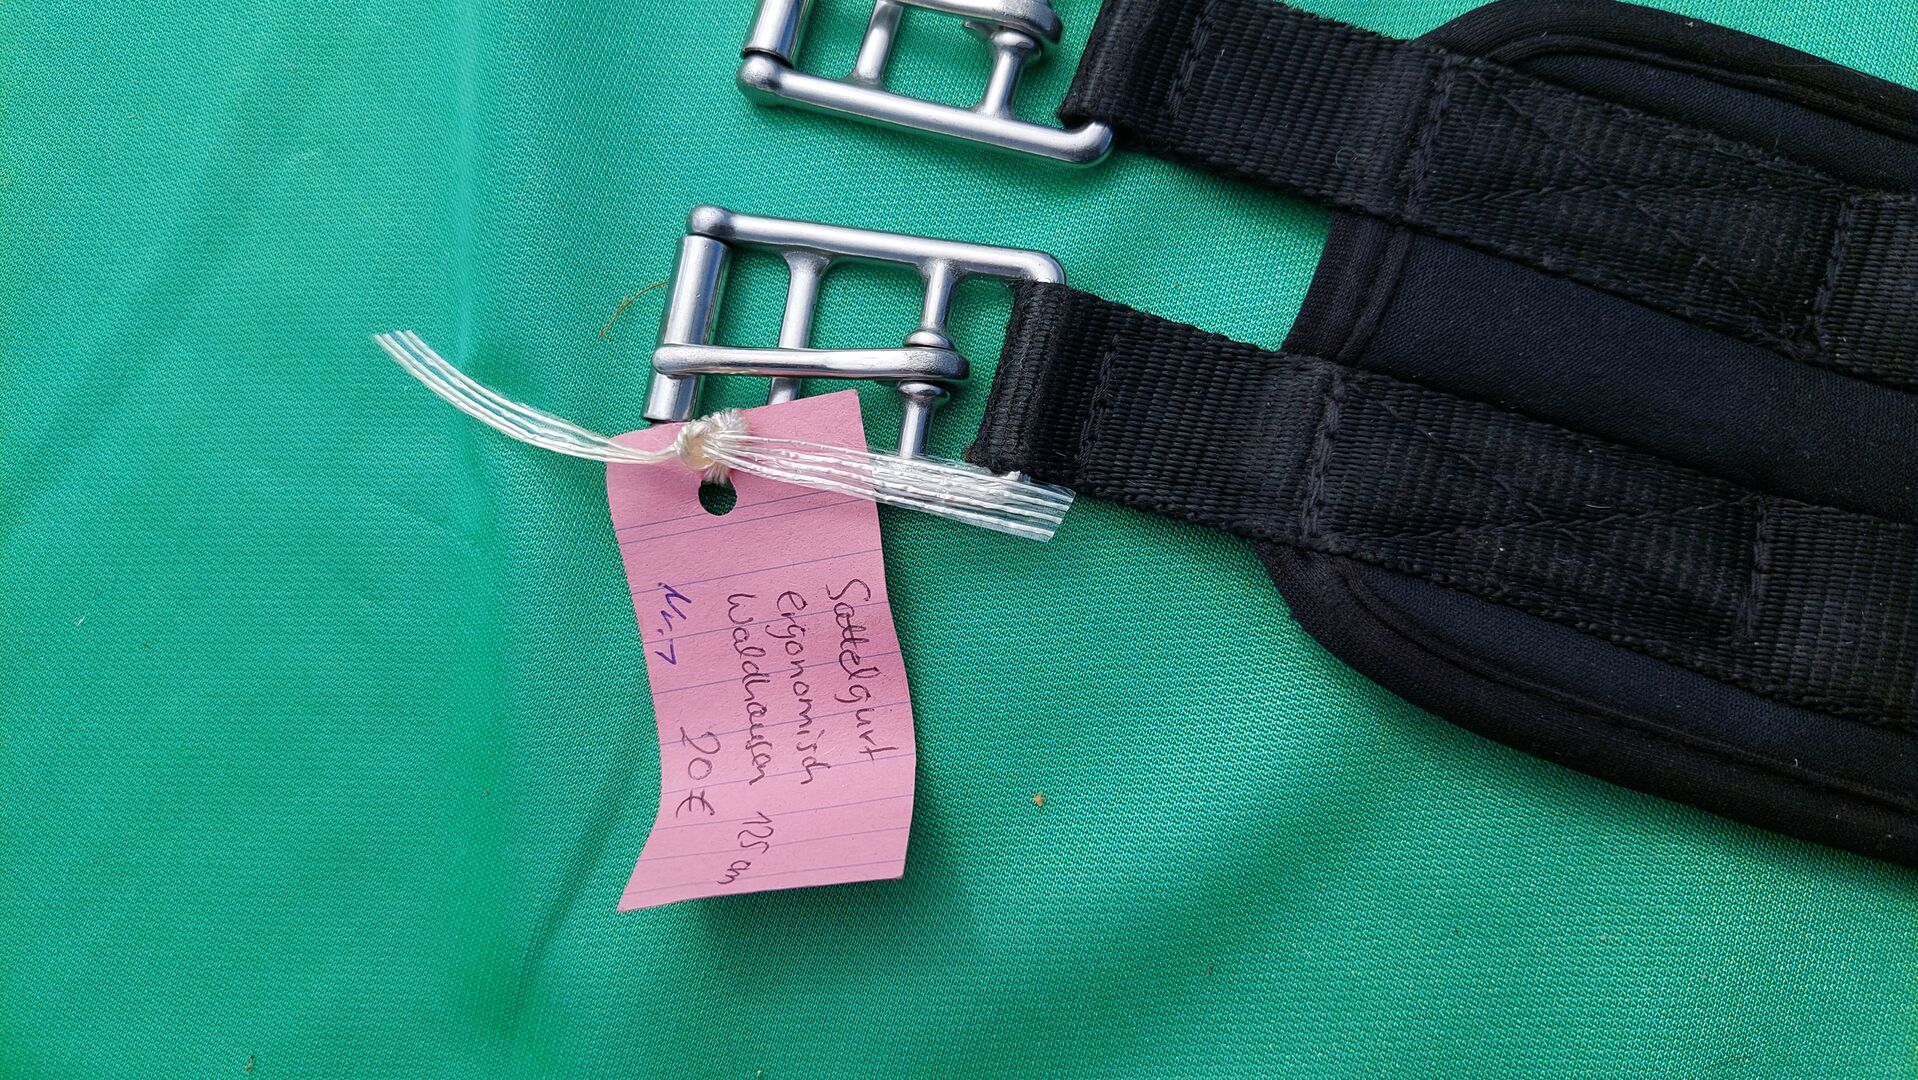 Sattelgurt
ergonomisch
Waldhausen 125 cm
20€
Nr. 7